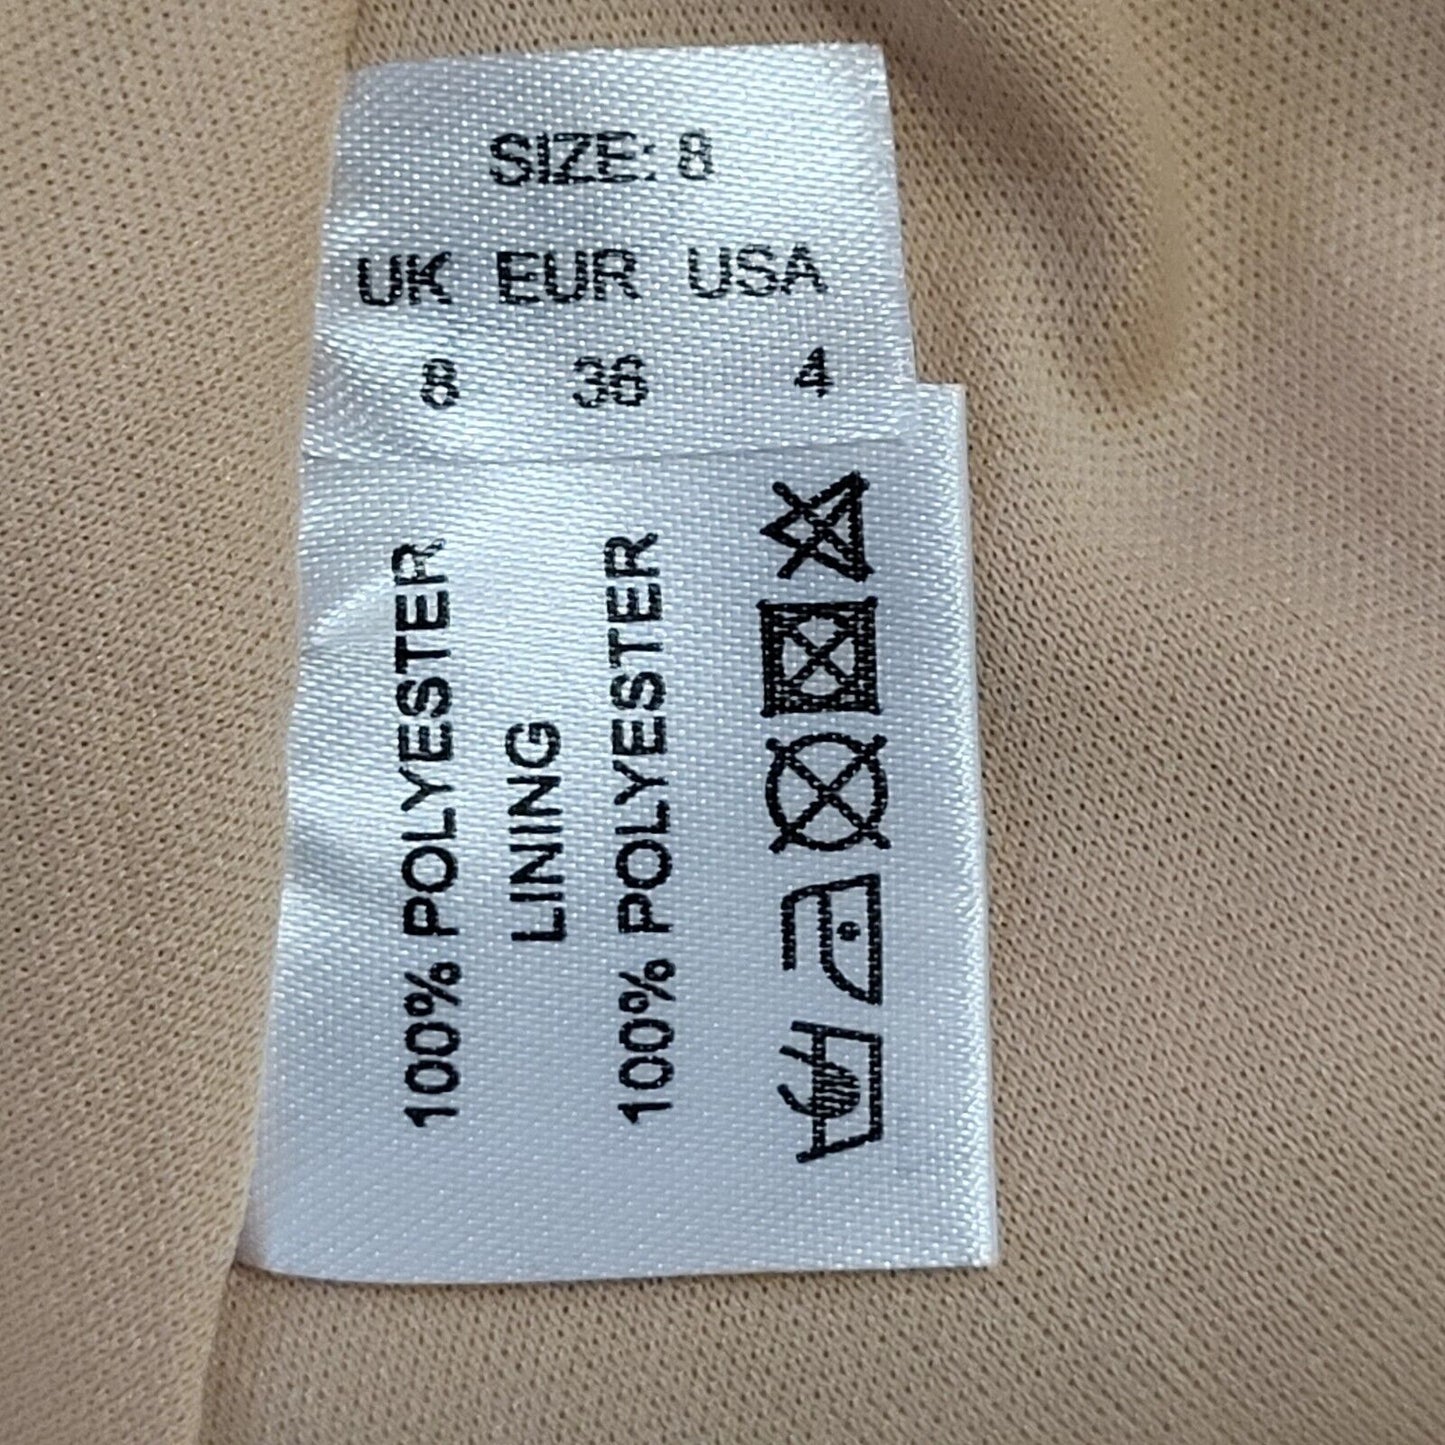 SIZE: 8
UK EUR USA
8 36 4
100% POLYESTER
LINING
100% POLYESTER